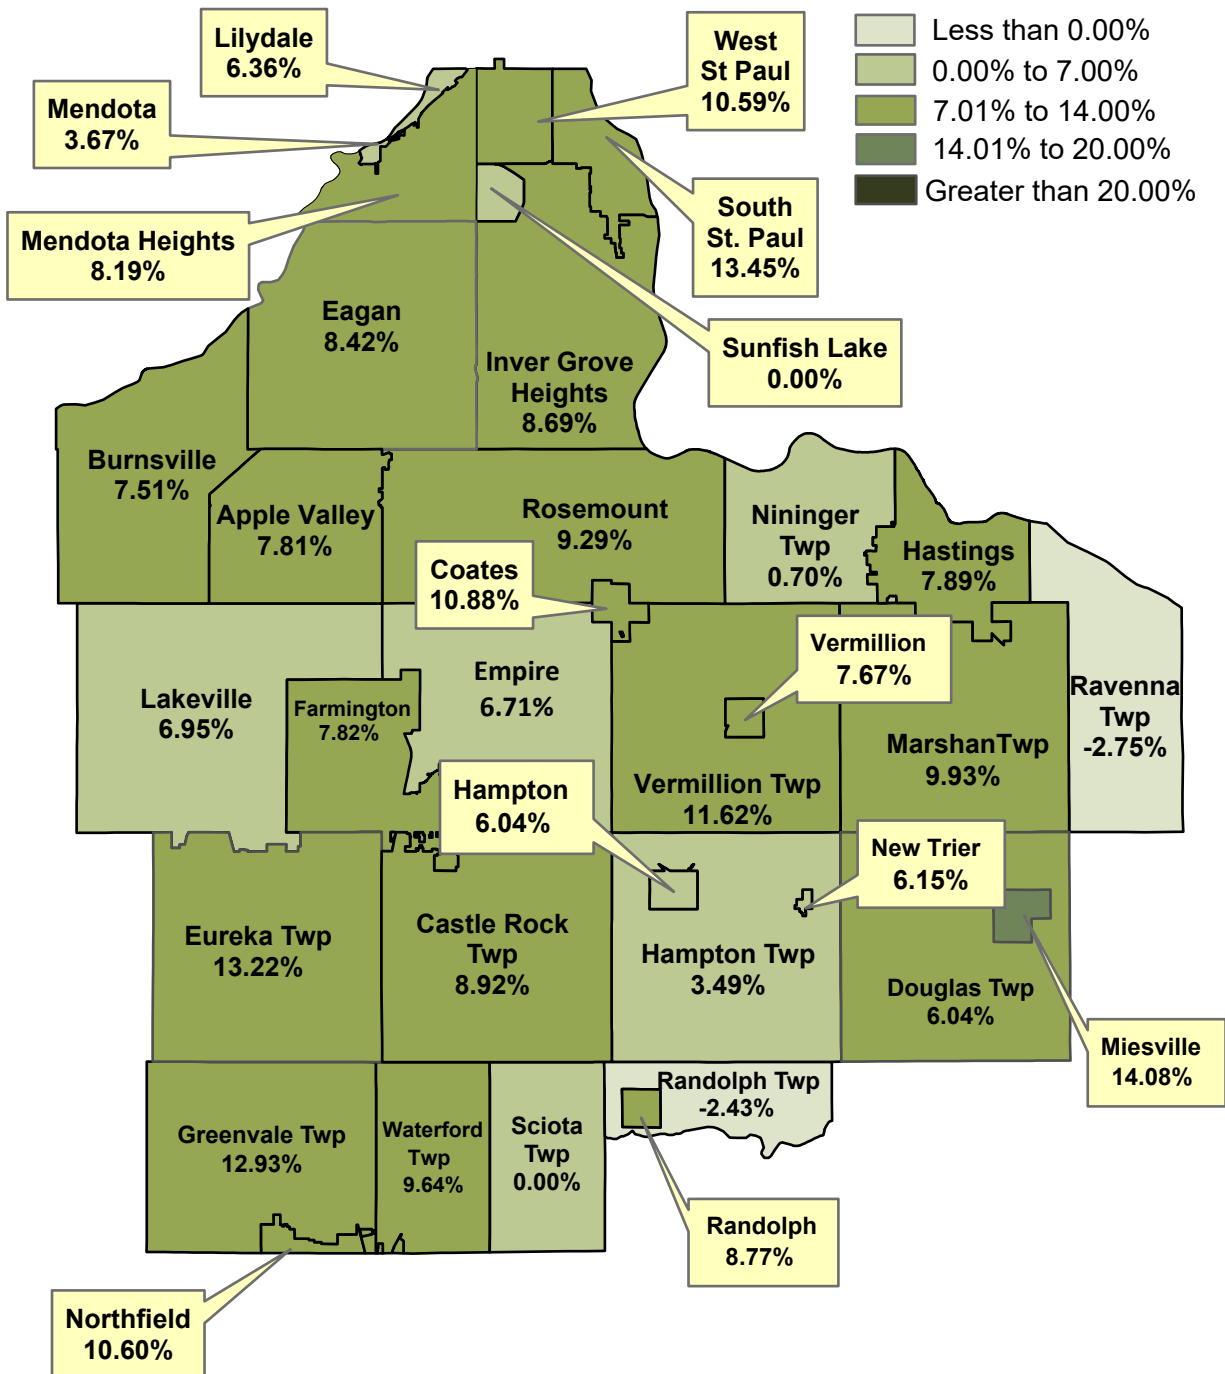 Less than 0.00%
0.00% to 7.00%
7.01% to 14.00%
14.01% to 20.00%
Greater than 20.00%
Lilydale
6.36%
West
St Paul
10.59%
Mendota
3.67%
Mendota Heights
8.19%
South
St. Paul
13.45%
Eagan
8.42%
Sunfish Lake
0.00%
Inver Grove
Heights
8.69%
Burnsville
7.51%
Apple Valley
7.81%
Rosemount
9.29%
Nininger
Twp
0.70%
Hastings
7.89%
Coates
10.88%
Vermillion
7.67%
Lakeville
6.95%
Farmington
7.82%
Empire
6.71%
Ravenna
Twp
-2.75%
MarshanTwp
9.93%
Vermillion Twp
11.62%
Hampton
6.04%
New Trier
6.15%
Eureka Twp
13.22%
Castle Rock
Twp
8.92%
Hampton Twp
3.49%
Douglas Twp
6.04%
Miesville
14.08%
Randolph Twp
-2.43%
Greenvale Twp
12.93%
Waterford
Twp
9.64%
Sciota
Twp
0.00%
Randolph
8.77%
Northfield
10.60%